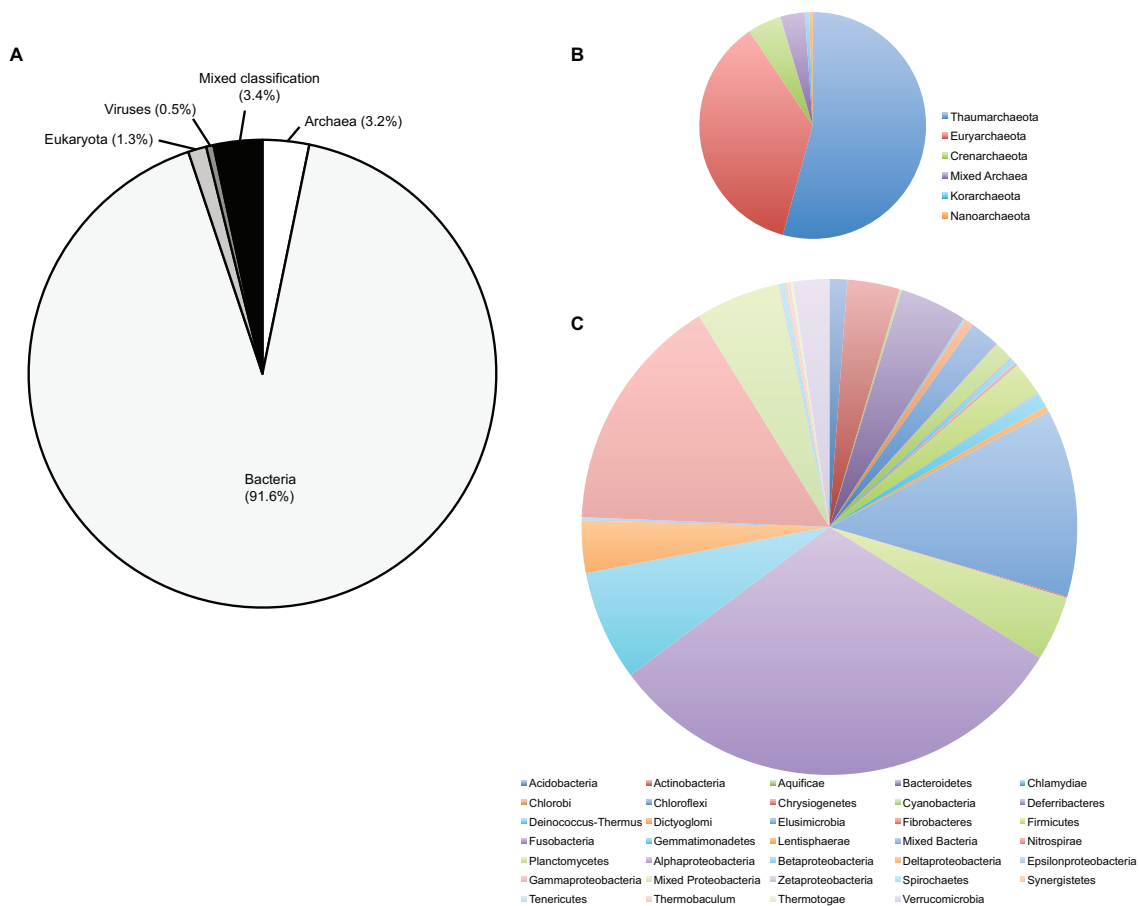 A
Mixed classification
(3.4%)
Viruses (0.5%)
Archaea (3.2%)
Eukaryota (1.3%)
Bacteria
(91.6%)
B
Thaumarchaeota
Euryarchaeota
Crenarchaeota
Mixed Archaea
Korarchaeota
Nanoarchaeota
C
Acidobacteria Actinobacteria Aquificae Bacteroidetes Chlamydiae
Chlorobi Chloroflexi Chrysiogenetes Cyanobacteria Deferribacteres
Deinococcus-Thermus Dictyoglomi Elusimicrobia Fibrobacteres Firmicutes
Fusobacteria Gemmatimonadetes Lentisphaerae Mixed Bacteria Nitrospirae
Planctomycetes Alphaproteobacteria Betaproteobacteria Deltaproteobacteria Epsilonproteobacteria
Gammaproteobacteria Mixed Proteobacteria Zetaproteobacteria Spirochaetes Synergistetes
Tenericutes Thermobaculum Thermotogae Verrucomicrobia